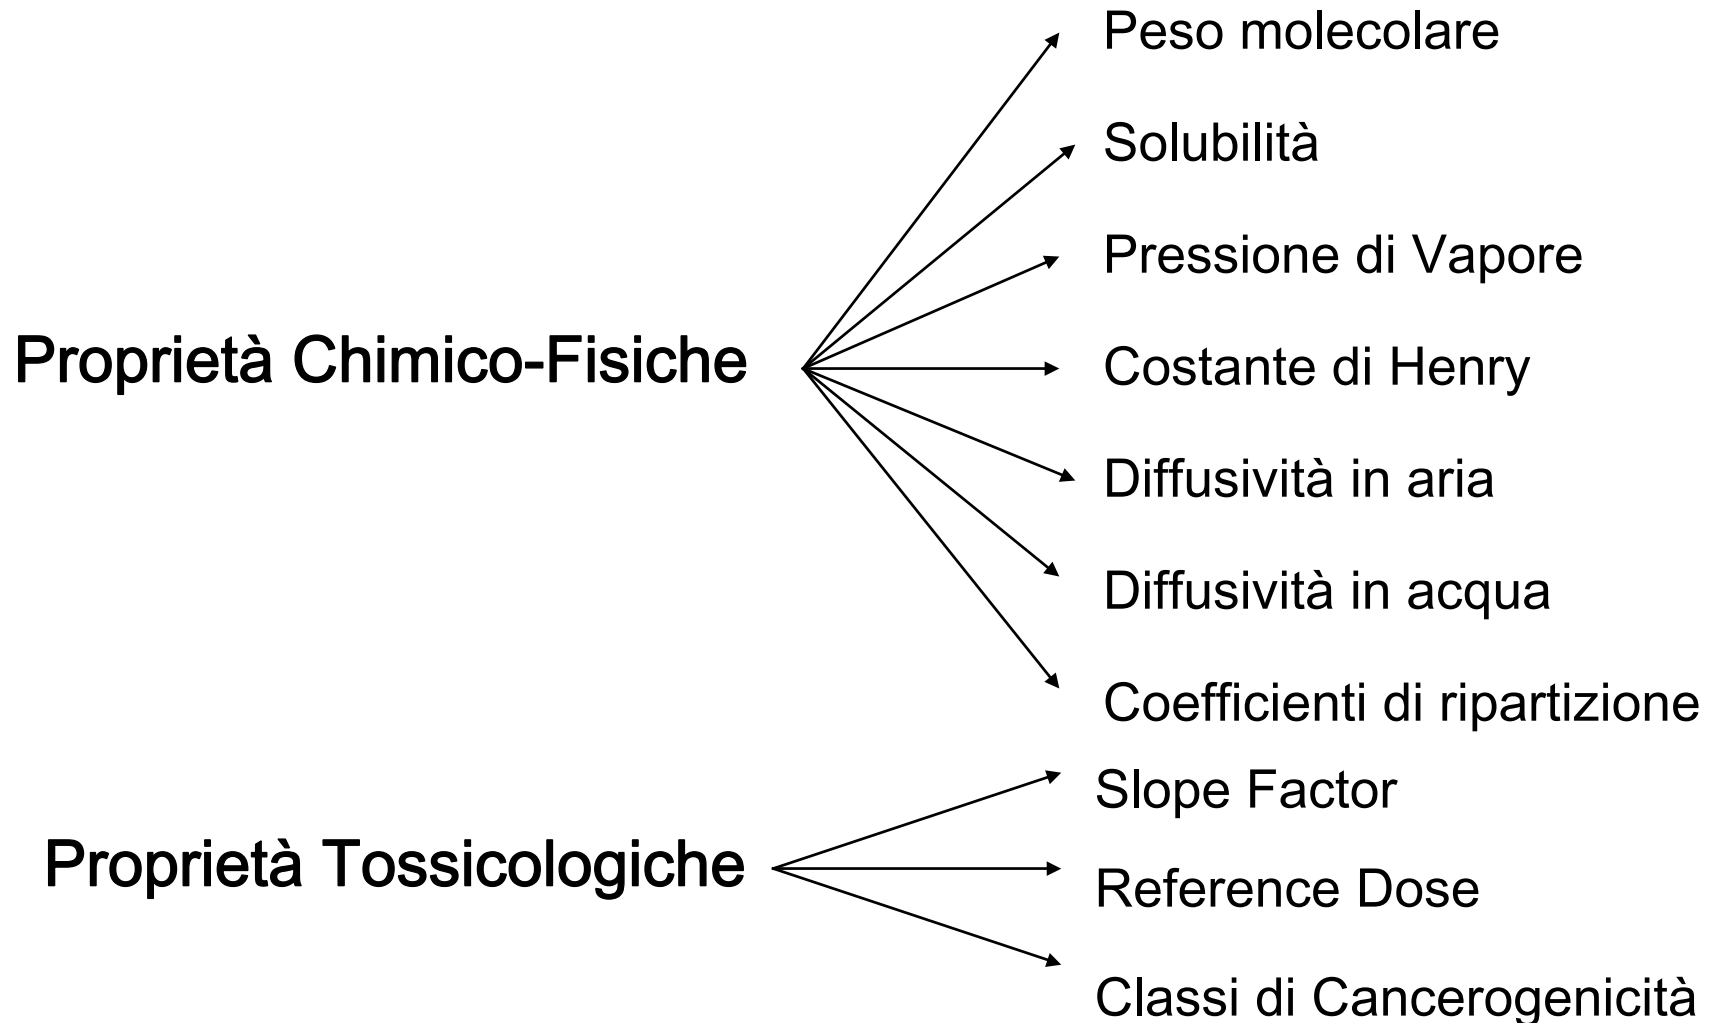 Proprietà Chimico-Fisiche
Peso molecolare
Solubilità
Pressione di Vapore
Costante di Henry
Diffusività in aria
Diffusività in acqua
Coefficienti di ripartizione
Proprietà Tossicologiche
Slope Factor
Reference Dose
Classi di Cancerogenicità